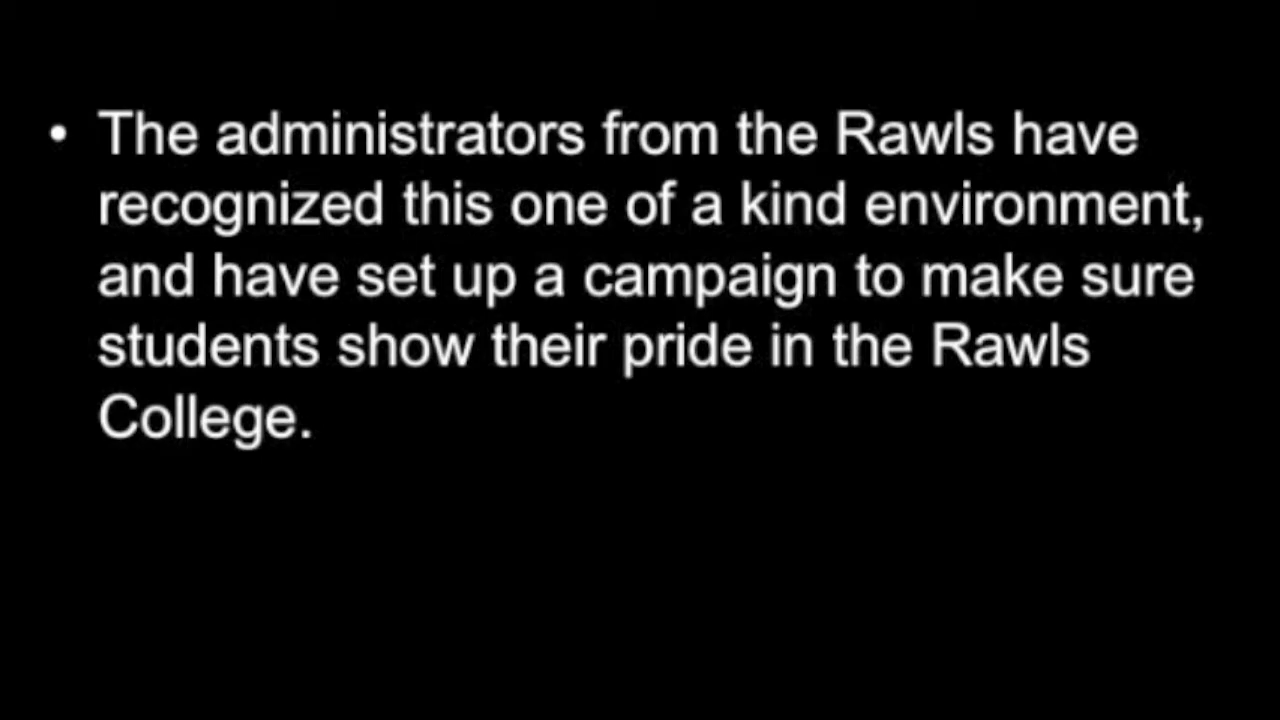 • The administrators from the Rawls have
recognized this one of a kind environment,
and have set up a campaign to make sure
students show their pride in the Rawls
College.